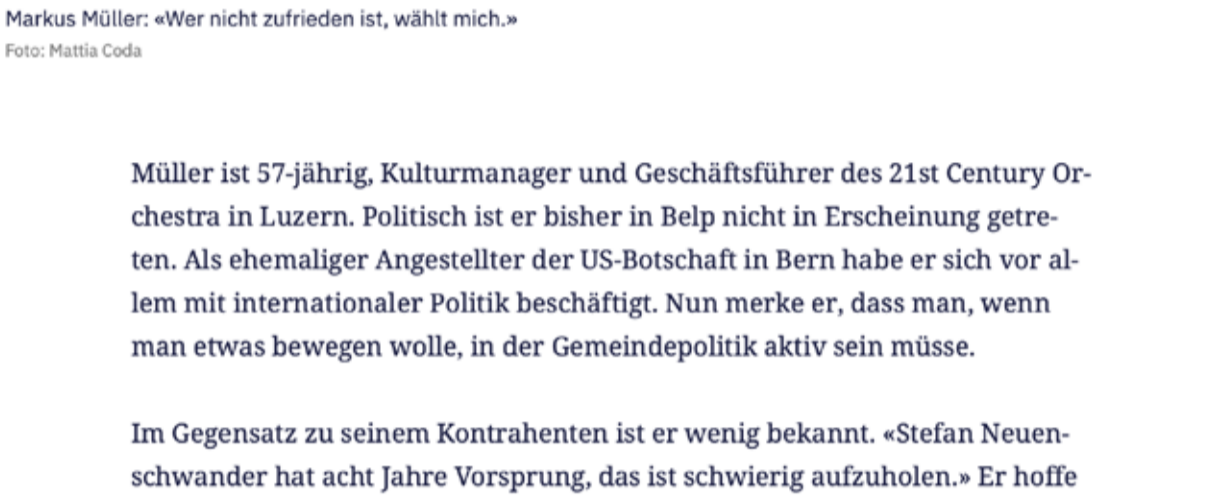 Markus Müller: «Wer nicht zufrieden ist, wählt mich.»
Foto: Mattia Coda
Müller ist 57-jährig, Kulturmanager und Geschäftsführer des 21st Century Or-
chestra in Luzern. Politisch ist er bisher in Belp nicht in Erscheinung getre-
ten. Als ehemaliger Angestellter der US-Botschaft in Bern habe er sich vor al-
lem mit internationaler Politik beschäftigt. Nun merke er, dass man, wenn
man etwas bewegen wolle, in der Gemeindepolitik aktiv sein müsse.
Im Gegensatz zu seinem Kontrahenten ist er wenig bekannt. «Stefan Neuen-
schwander hat acht Jahre Vorsprung, das ist schwierig aufzuholen.» Er hoffe